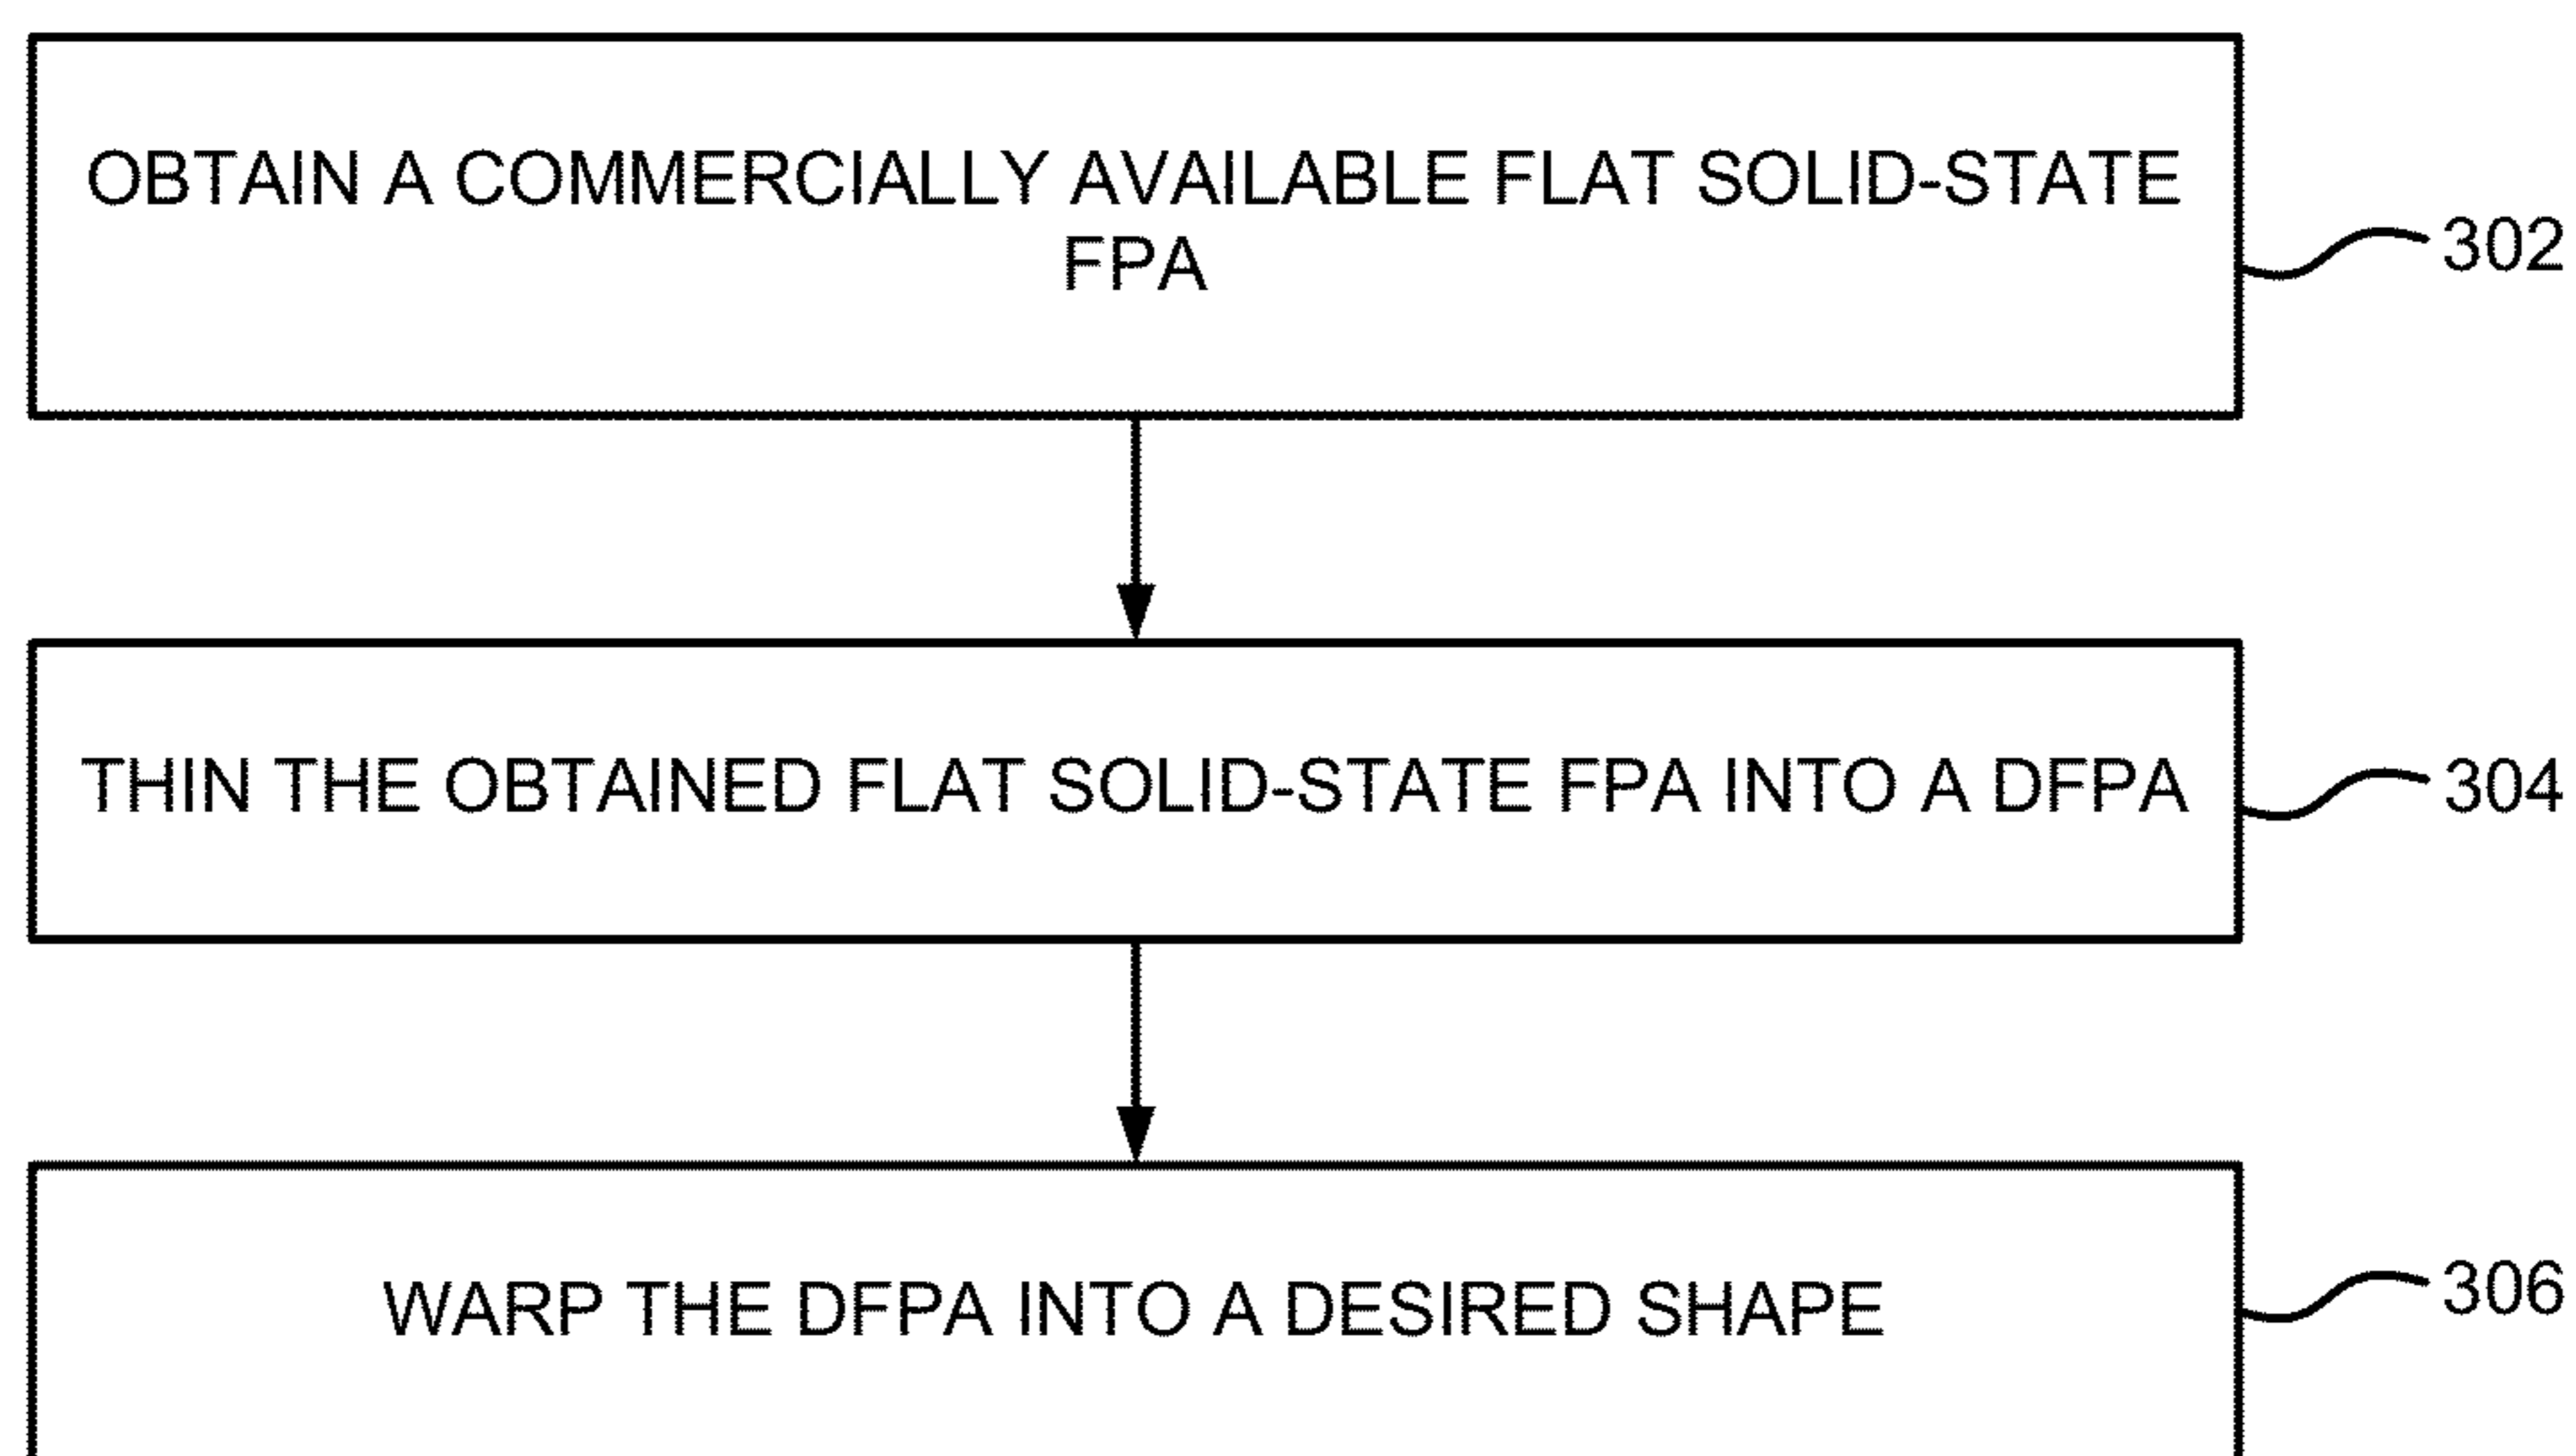 OBTAIN A COMMERCIALLY AVAILABLE FLAT SOLID-STATE
FPA
302
THIN THE OBTAINED FLAT SOLID-STATE FPA INTO A DFPA
304
WARP THE DFPA INTO A DESIRED SHAPE
306